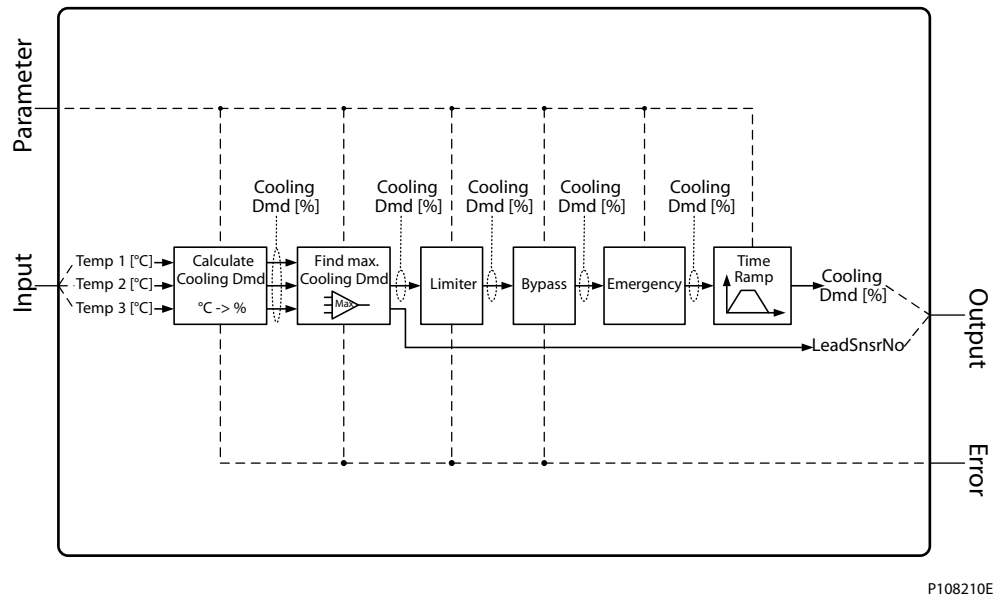 Parameter
Input
Cooling
Dmd [%]
Cooling
Dmd [%]
Cooling
Dmd [%]
Cooling
Dmd [%]
Cooling
Dmd [%]
Temp 1 [°C]
Temp 2 [°C]
Temp 3 [°C]
Calculate
Cooling Dmd
°C -> %
Find max.
Cooling Dmd
Max
Limiter
Bypass
Emergency
Time
Ramp
Cooling
Dmd [%]
LeadSnsrNo
Output
Error
P108210E